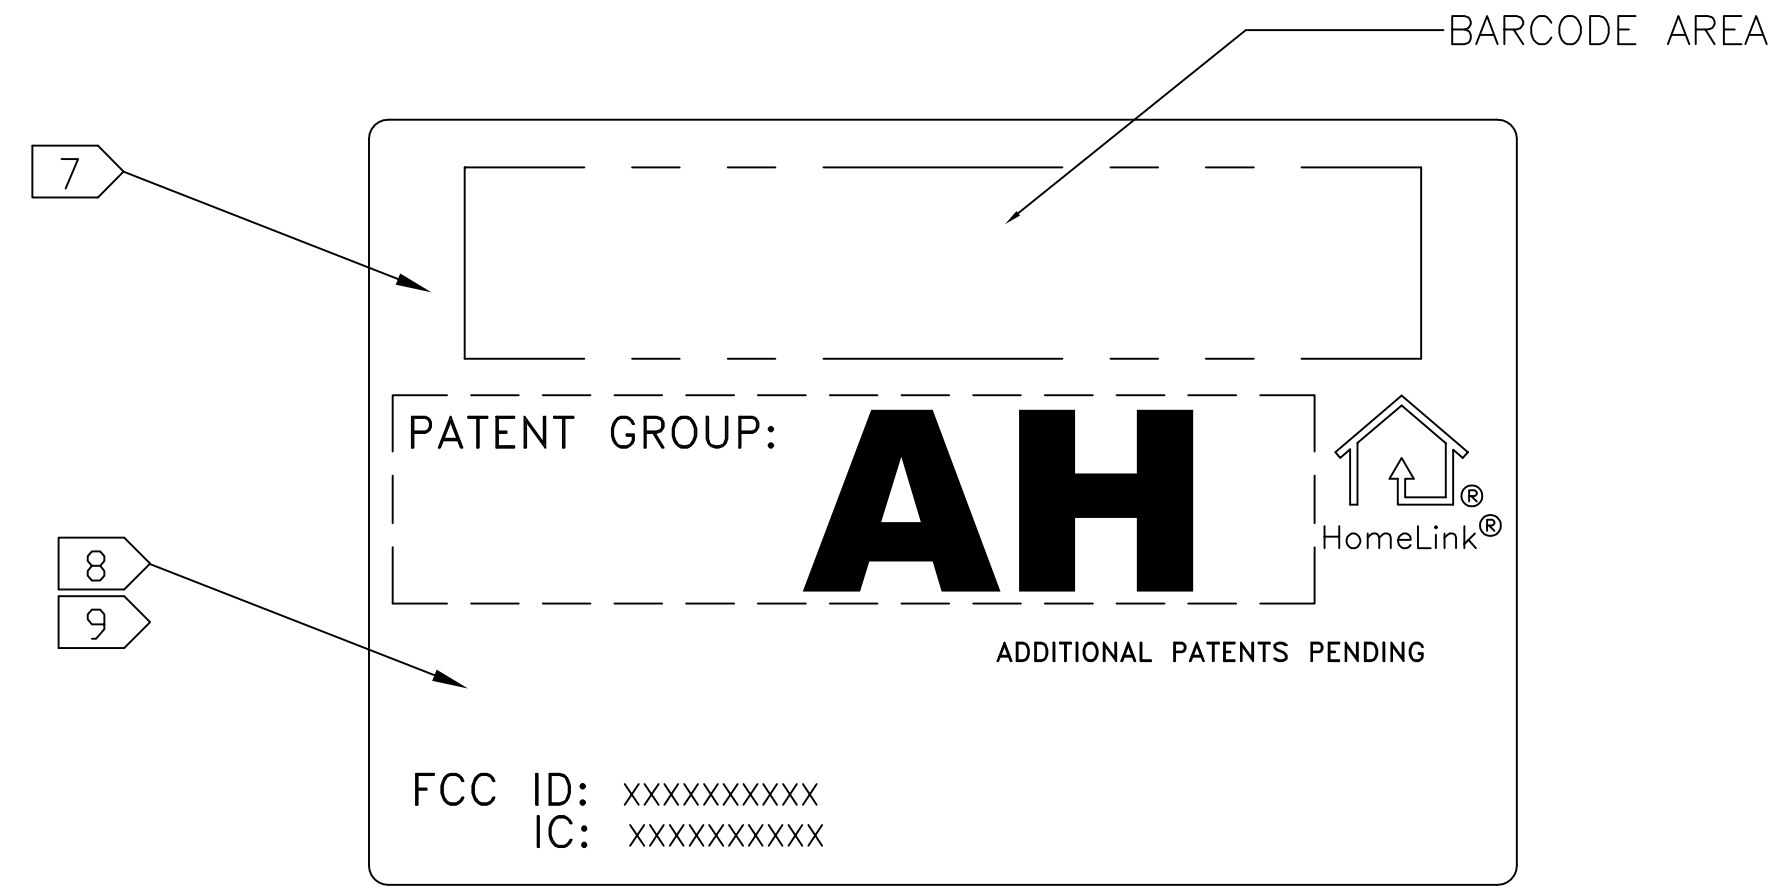 BARCODE AREA
7
PATENT GROUP: AH
HomeLink®
®
8
9
ADDITIONAL PATENTS PENDING
FCC ID: XXXXXXXXXX
IC: XXXXXXXXXX